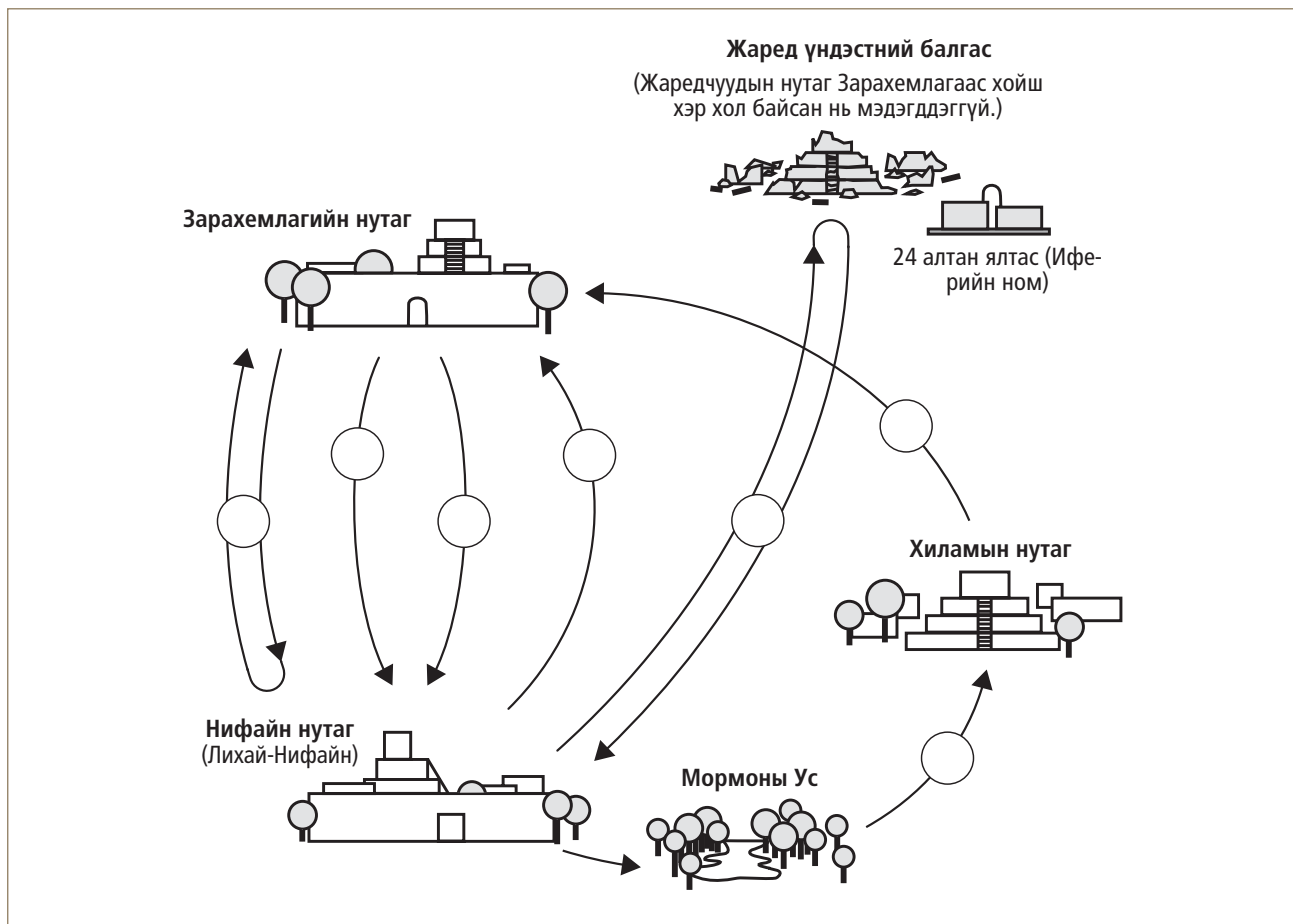 Жаред үндэстний балгас
(Жаредчуудын нутаг Зарахемлагаас хойш
хэр хол байсан нь мэдэгддэггүй.)
Зарахемлагийн нутаг
24 алтан ялтас (Ифе-
рийн ном)
Хиламын нутаг
Нифайн нутаг
(Лихай-Нифайн)
Мормоны Ус